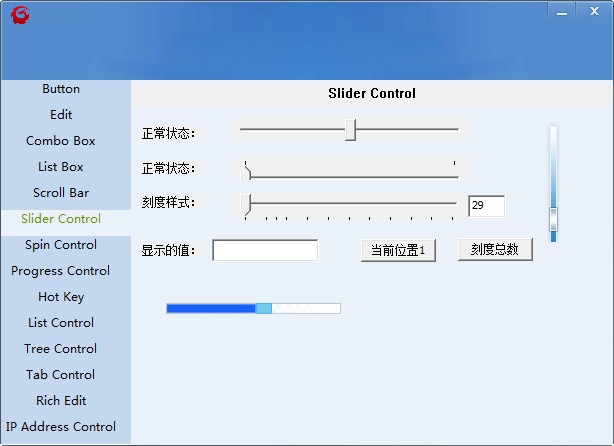 Button
Edit
Combo Box
List Box
Scroll Bar
Slider Control
Spin Control
Progress Control
Hot Key
List Control
Tree Control
Tab Control
Rich Edit
IP Address Control
Slider Control
正常状态：
正常状态：
刻度样式： 29
显示的值： 当前位置1 刻度总数